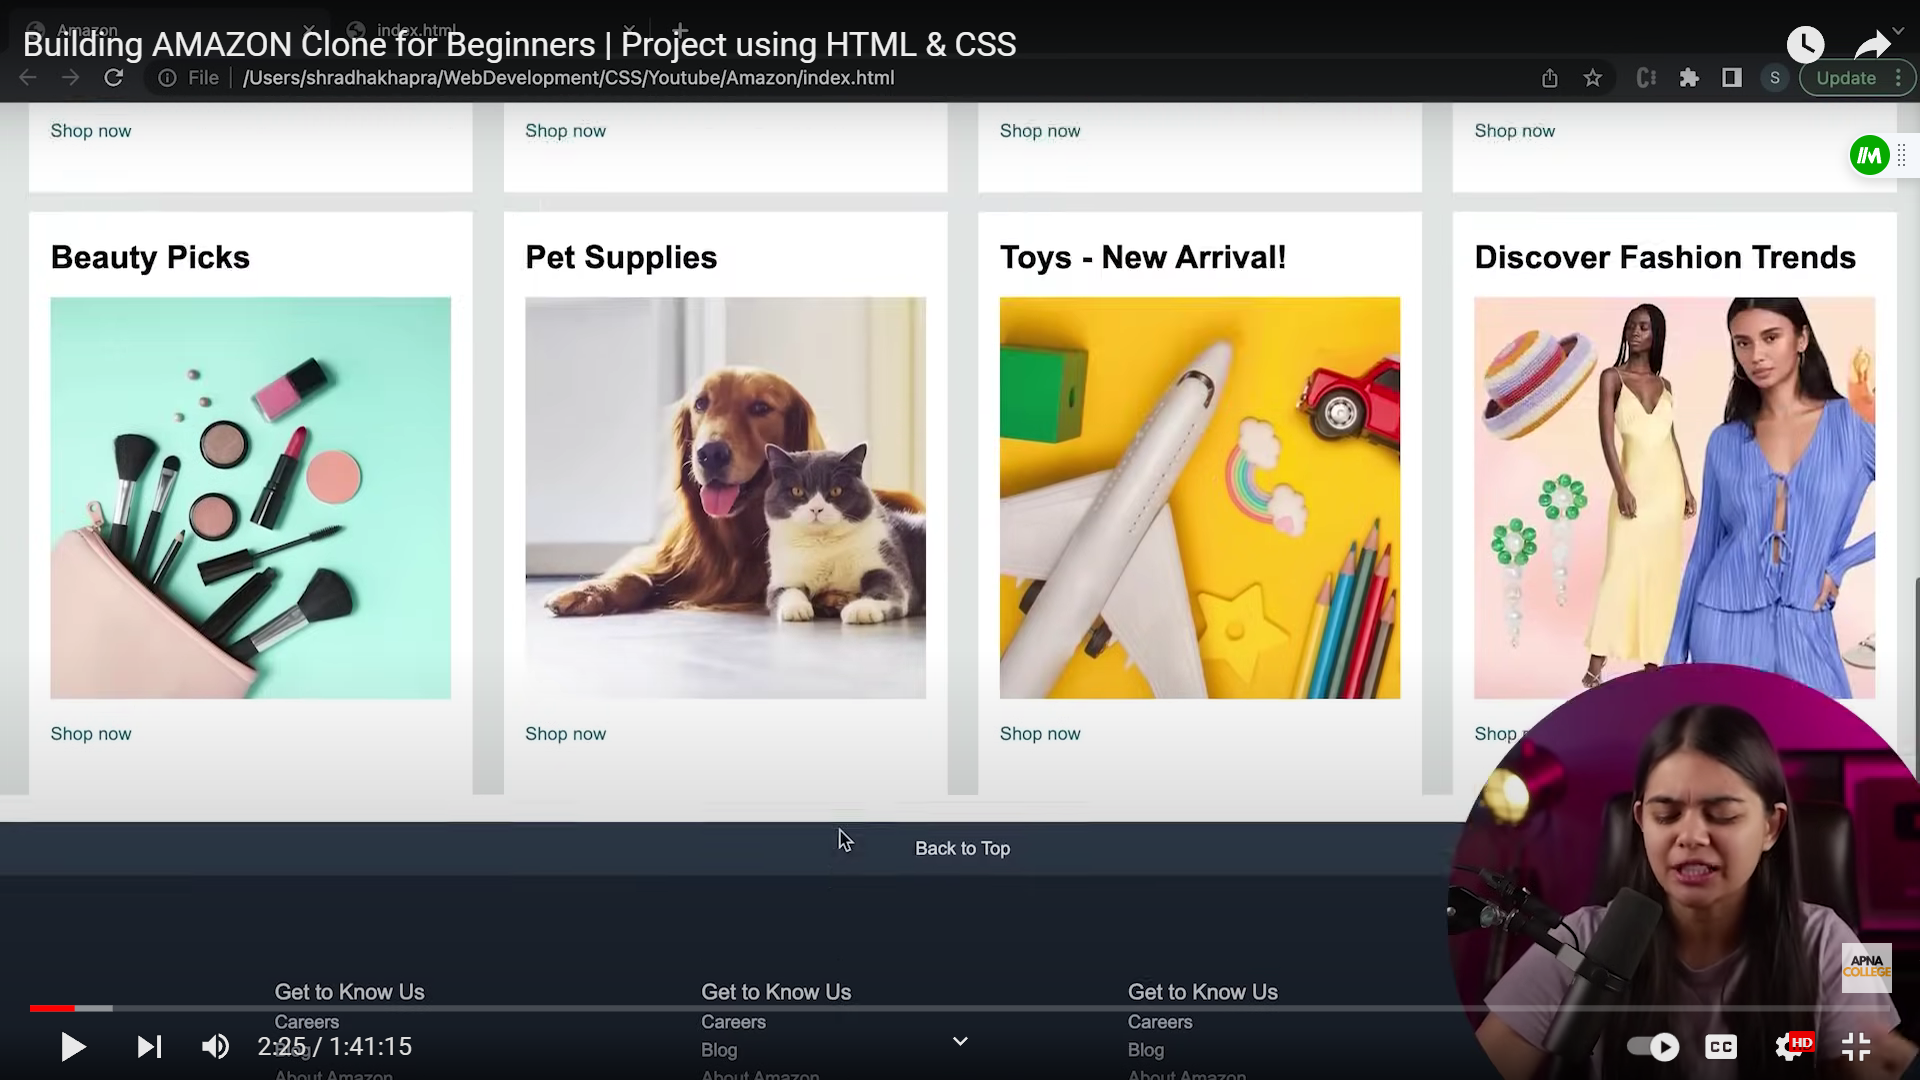 Amazon
index.html
Building AMAZON Clone for Beginners | Project using HTML & CSS
File
/Users/shradhakhapra/WebDevelopment/CSS/Youtube/Amazon/index.html
S
Update
Shop now
Shop now
Shop now
Shop now
Beauty Picks
Pet Supplies
Toys - New Arrival!
Discover Fashion Trends
Shop now
Shop now
Shop now
Shop
Back to Top
APNA
COLLEGE
Get to Know Us
Get to Know Us
Get to Know Us
Careers
Careers
Careers
2:25 / 1:41:15
Blog
Blog
Blog
CC
HD
About Amazon
About Amazon
About Amazon